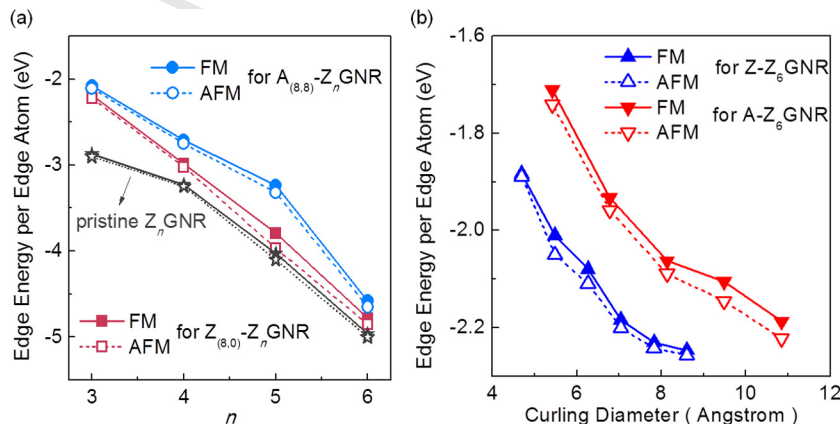 (a)
Edge Energy per Edge Atom (eV)
-2
-3
-4
-5
3 4 5 6
n
FM
AFM
for A(8,8)-ZnGNR
pristine ZnGNR
FM
AFM
for Z(8,0)-ZnGNR
(b)
Edge Energy per Edge Atom (eV)
-1.6
-1.8
-2.0
-2.2
4 6 8 10 12
Curling Diameter ( Angstrom )
FM
AFM
for Z-Z6GNR
FM
AFM
for A-Z6GNR